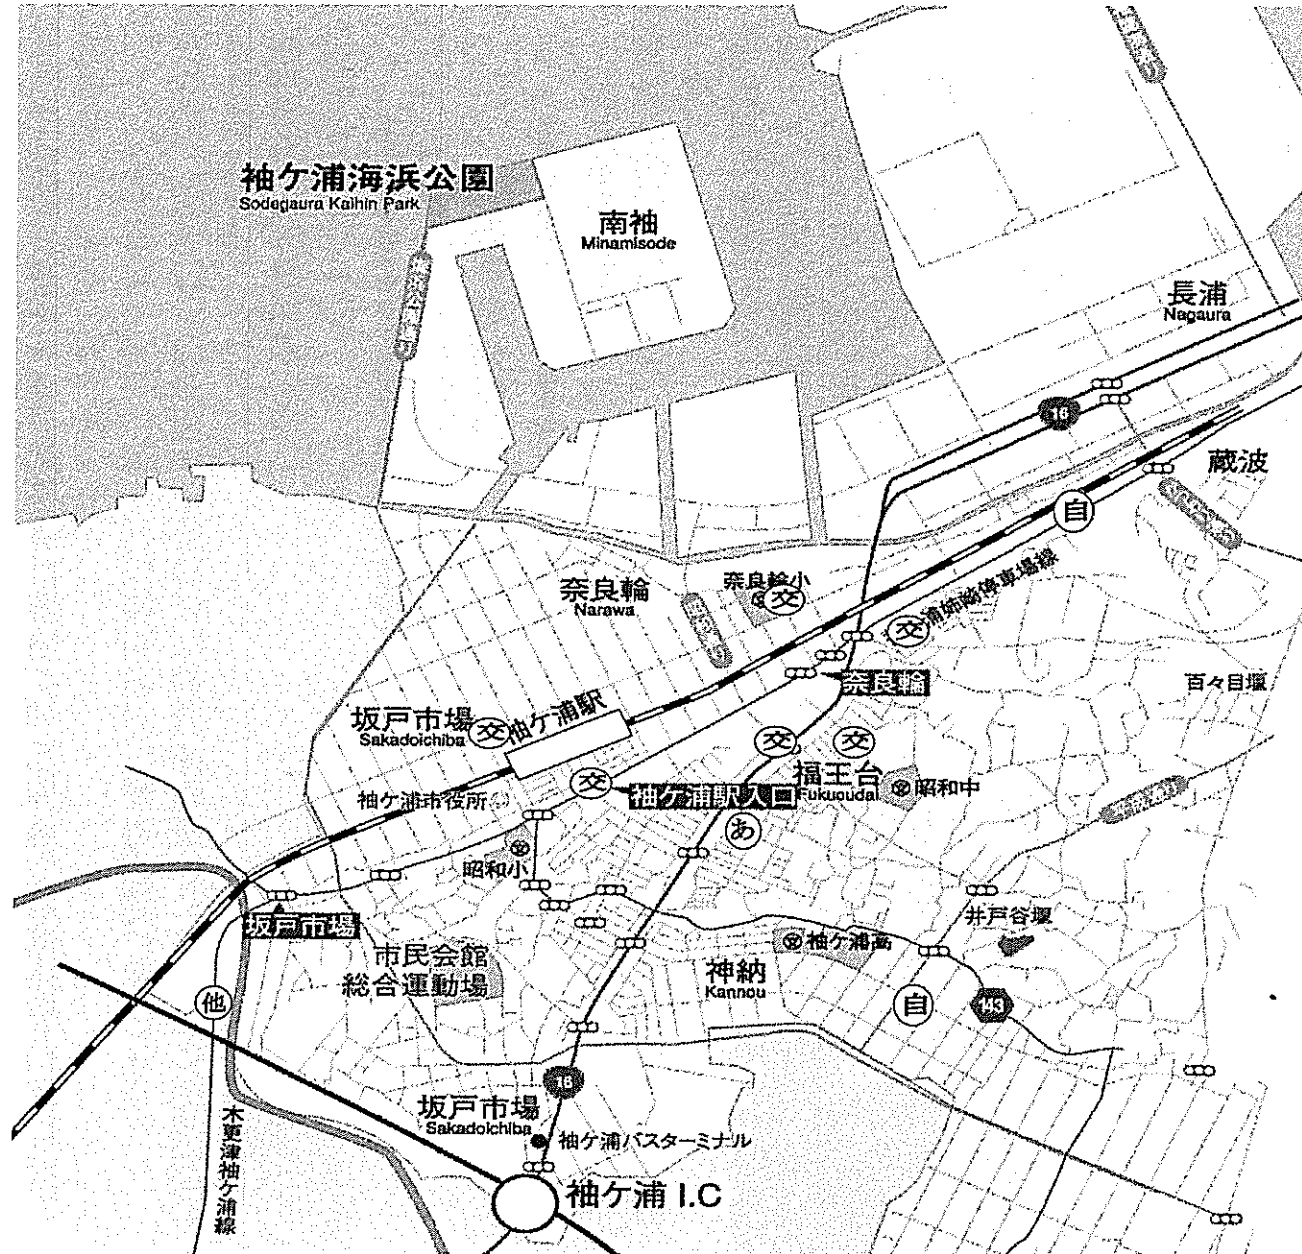 袖ケ浦海浜公園
Sodegaura Kaihin Park
南袖
Minamisode
長浦
Nagaura
16
蔵波
自
奈良輪
Narawa
奈良輪小
交
交
浦姉崎停車場線
奈良輪
百々目堰
坂戸市場
Sakadoichiba
交
袖ケ浦駅
交
交
福王台
Fukuoudai
昭和中
袖ケ浦市役所
交
袖ケ浦駅入口
あ
昭和小
坂戸市場
井戸谷堰
市民会館
総合運動場
袖ケ浦高
神納
Kannou
他
自
143
16
坂戸市場
Sakadoichiba
袖ケ浦バスターミナル
木更津袖ケ浦線
袖ケ浦 I.C